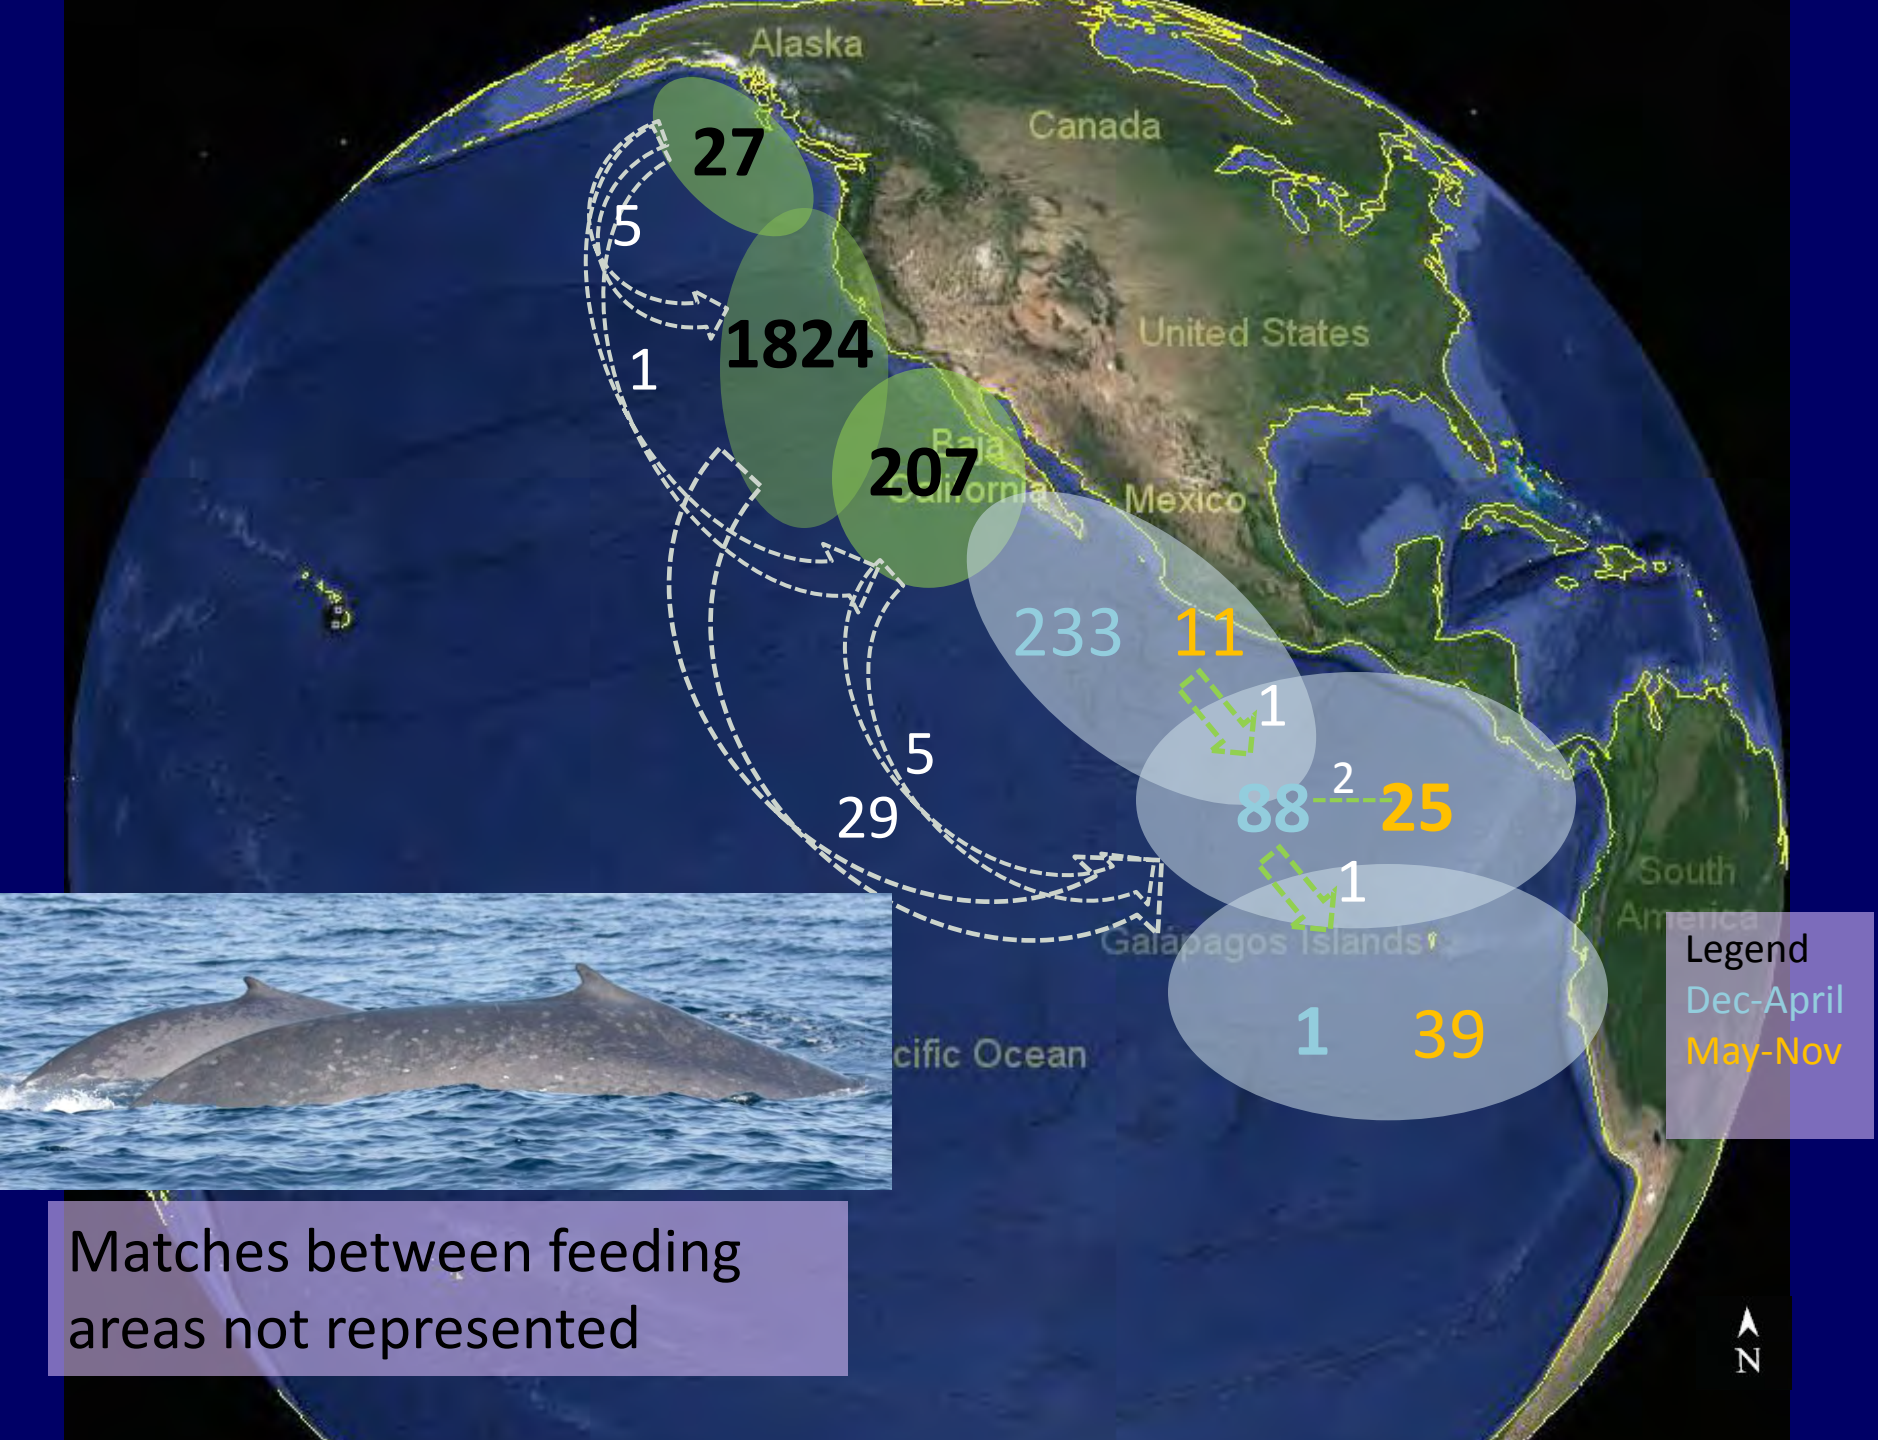 Alaska
27
Canada
5
1824
United States
1
Baja
207
California
Mexico
233 11
1
5
2
88 25
29
1
South
America
Galapagos Islands
Legend
Dec-April
May-Nov
1 39
cific Ocean
Matches between feeding
areas not represented
N